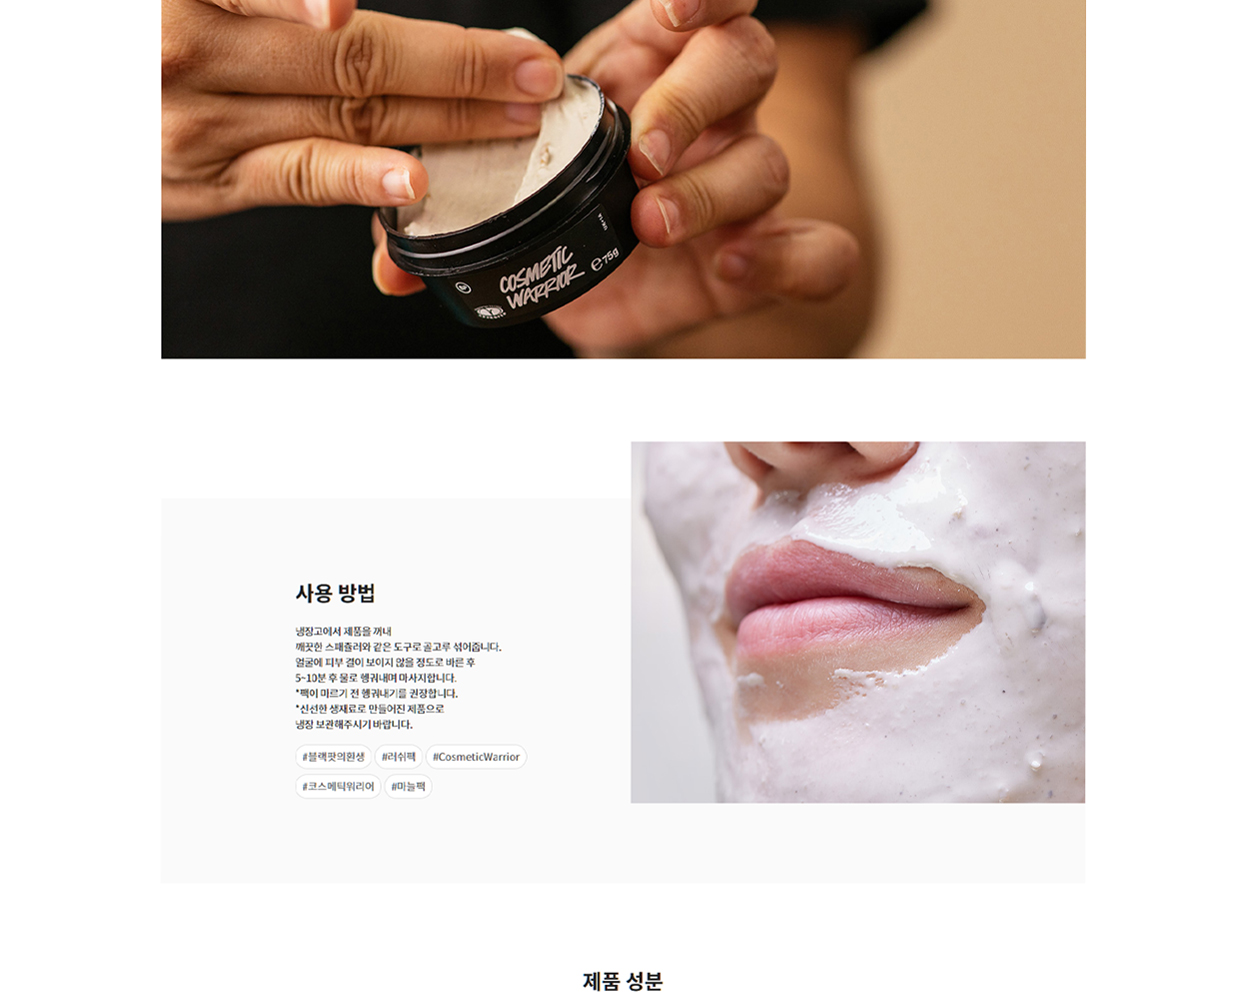 COSMETIC
WARRIOR
e75g
사용 방법
냉장고에서 제품을 꺼내
깨끗한 스패츌러와 같은 도구로 골고루 섞어줍니다.
얼굴에 피부 결이 보이지 않을 정도로 바른 후
5~10분 후 물로 헹궈내며 마사지합니다.
*팩이 마르기 전 헹궈내기를 권장합니다.
*신선한 생재료로 만들어진 제품으로
냉장 보관해주시기 바랍니다.
#블랙팟의환생 #러쉬팩 #CosmeticWarrior
#코스메틱워리어 #마늘팩
제품 성분